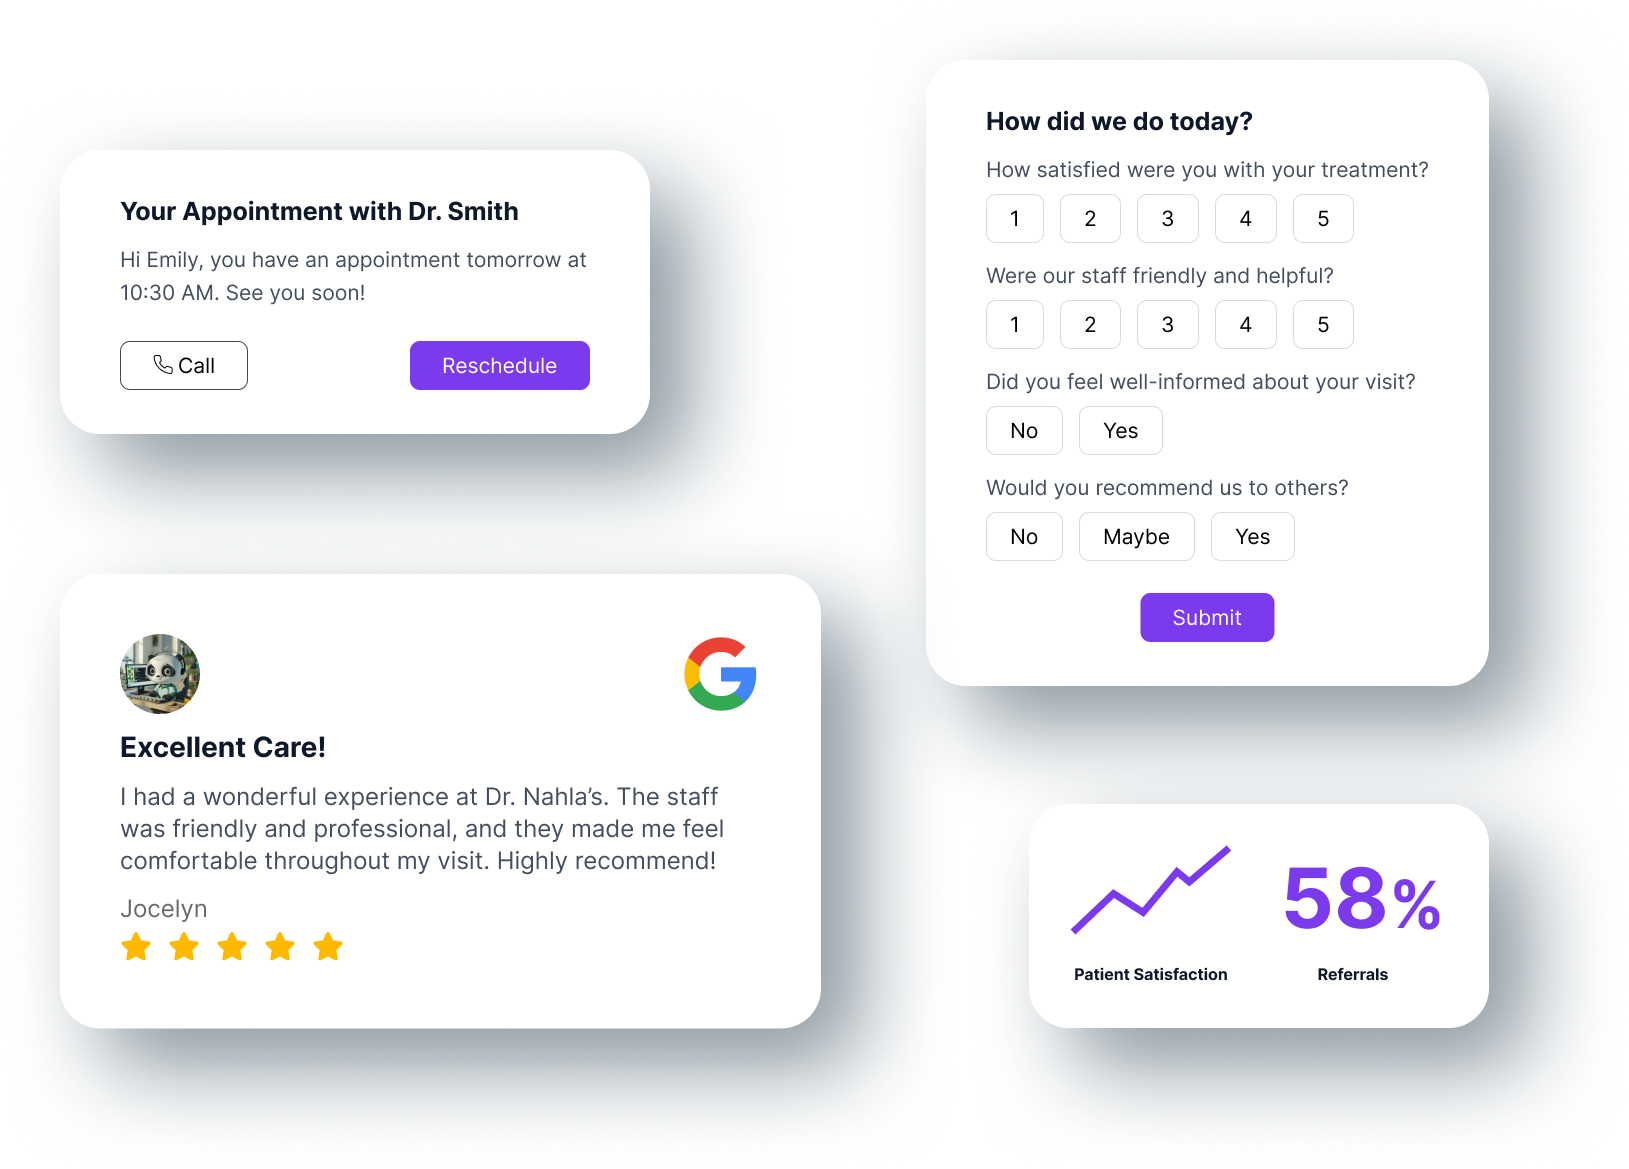 Your Appointment with Dr. Smith
Hi Emily, you have an appointment tomorrow at
10:30 AM. See you soon!
Call
Reschedule
How did we do today?
How satisfied were you with your treatment?
1 2 3 4 5
Were our staff friendly and helpful?
1 2 3 4 5
Did you feel well-informed about your visit?
No Yes
Would you recommend us to others?
No Maybe Yes
Submit
Excellent Care!
I had a wonderful experience at Dr. Nahla’s. The staff
was friendly and professional, and they made me feel
comfortable throughout my visit. Highly recommend!
Jocelyn
58%
Patient Satisfaction
Referrals